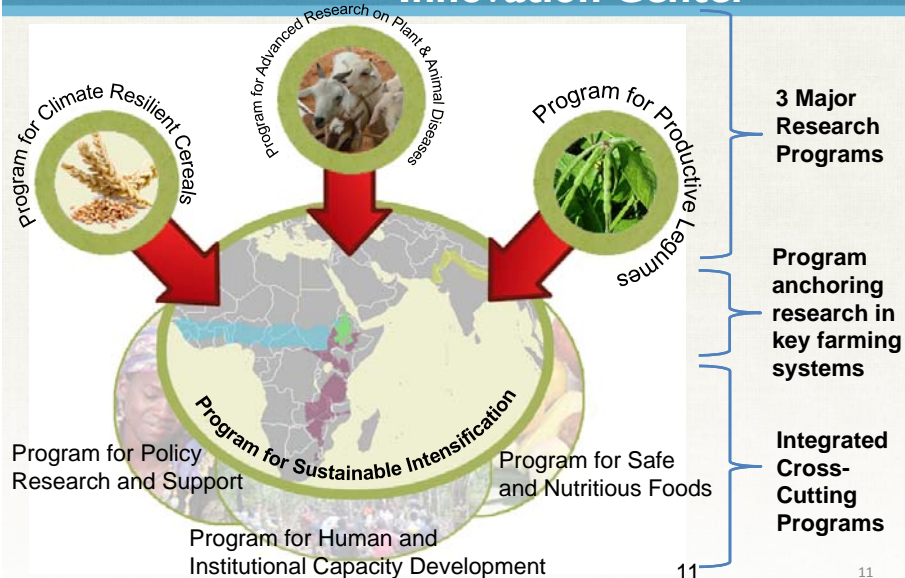 Innovation Center
Program for Climate Resilient Cereals
Program for Advanced Research on Plant & Animal Diseases
Program for Productive Legumes
3 Major
Research
Programs
Program
anchoring
research in
key farming
systems
Program for Sustainable Intensification
Program for Policy
Research and Support
Program for Safe
and Nutritious Foods
Program for Human and
Institutional Capacity Development
Integrated
Cross-
Cutting
Programs
11
11